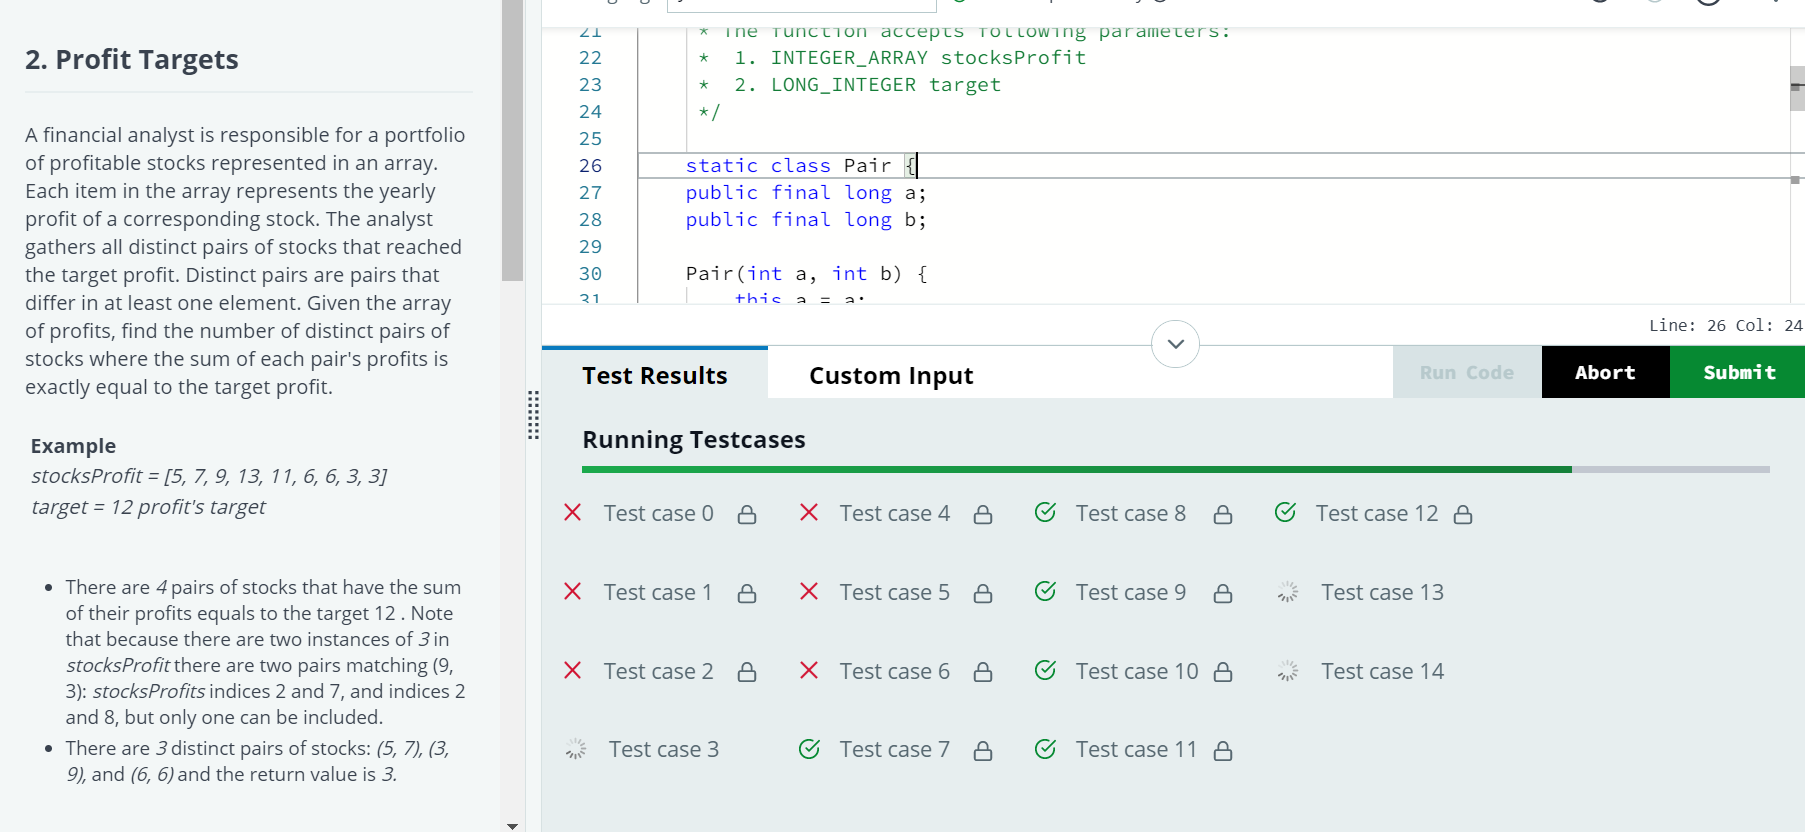 2. Profit Targets
A financial analyst is responsible for a portfolio
of profitable stocks represented in an array.
Each item in the array represents the yearly
profit of a corresponding stock. The analyst
gathers all distinct pairs of stocks that reached
the target profit. Distinct pairs are pairs that
differ in at least one element. Given the array
of profits, find the number of distinct pairs of
stocks where the sum of each pair's profits is
exactly equal to the target profit.
Example
stocksProfit = [5, 7, 9, 13, 11, 6, 6, 3, 3]
target = 12 profit's target
• There are 4 pairs of stocks that have the sum
of their profits equals to the target 12 . Note
that because there are two instances of 3 in
stocksProfit there are two pairs matching (9,
3): stocksProfits indices 2 and 7, and indices 2
and 8, but only one can be included.
• There are 3 distinct pairs of stocks: (5, 7), (3,
9), and (6, 6) and the return value is 3.
21 * The function accepts following parameters:
22 * 1. INTEGER_ARRAY stocksProfit
23 * 2. LONG_INTEGER target
24 */
25
26 static class Pair {
27 public final long a;
28 public final long b;
29
30 Pair(int a, int b) {
31 this a = a;
Line: 26 Col: 24
Test Results Custom Input Run Code Abort Submit
Running Testcases
Test case 0 Test case 4 Test case 8 Test case 12
Test case 1 Test case 5 Test case 9 Test case 13
Test case 2 Test case 6 Test case 10 Test case 14
Test case 3 Test case 7 Test case 11